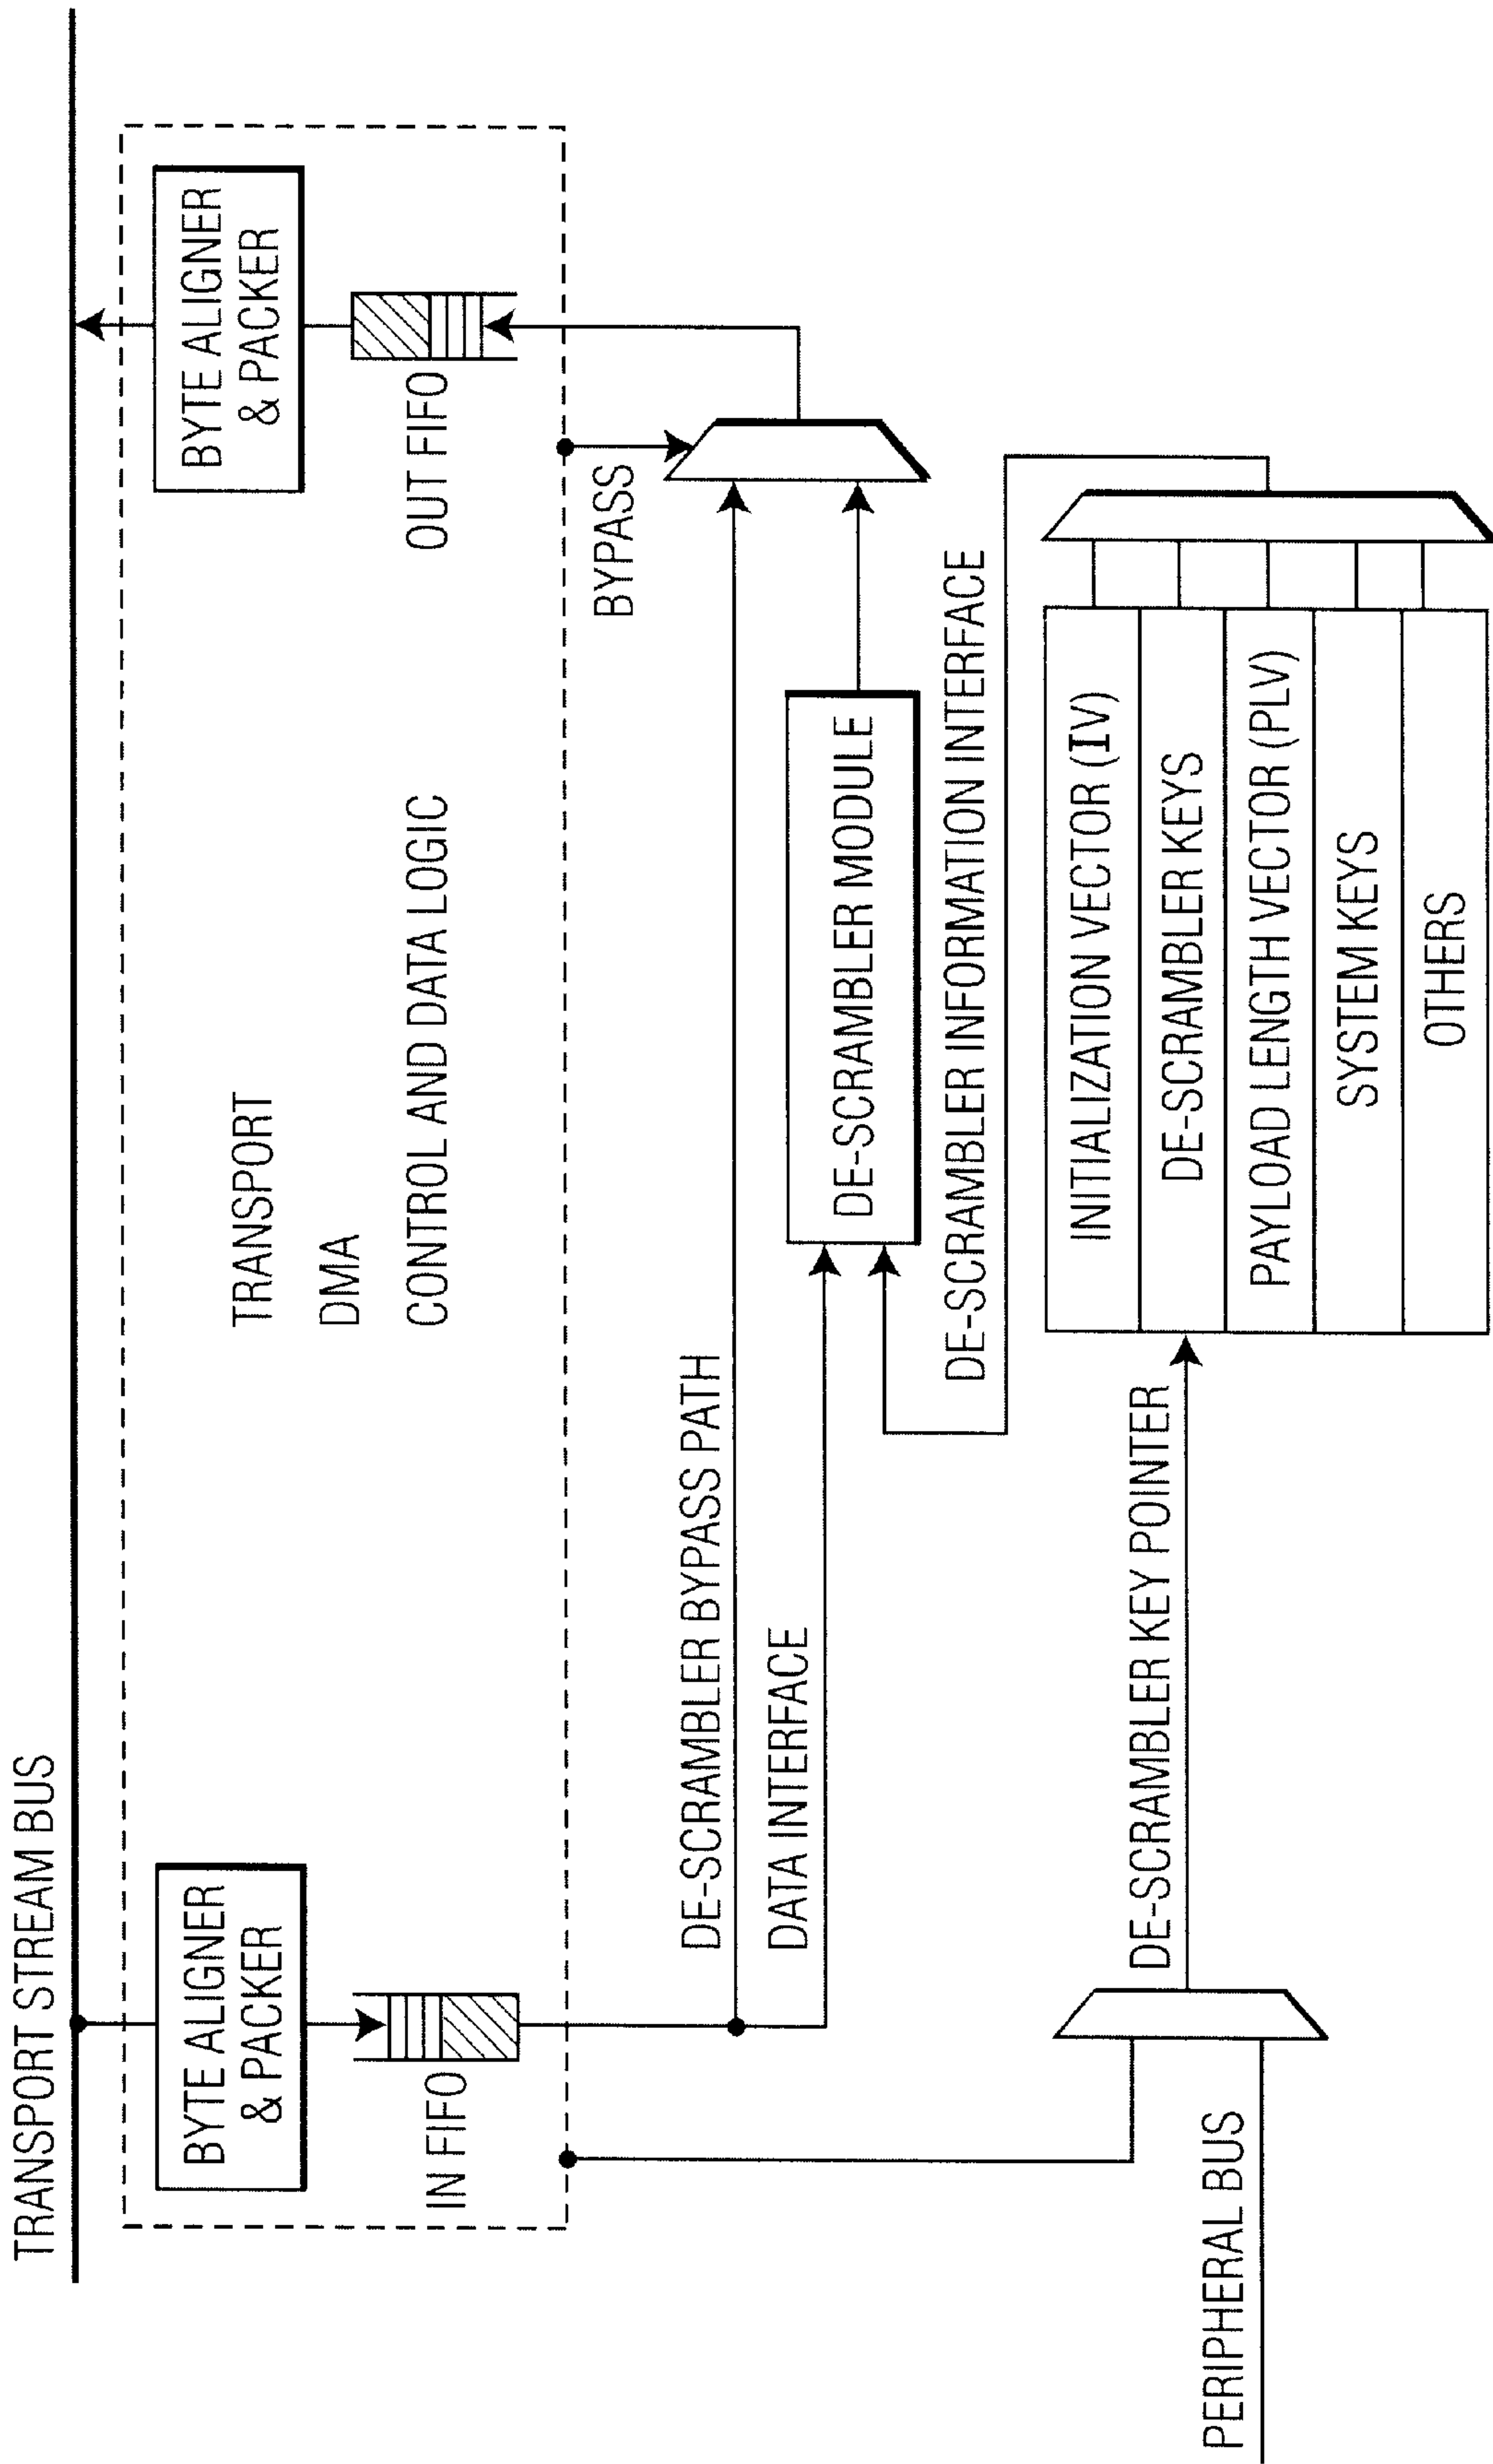 TRANSPORT STREAM BUS
BYTE ALIGNER
& PACKER
BYTE ALIGNER
& PACKER
TRANSPORT
DMA
CONTROL AND DATA LOGIC
IN FIFO
OUT FIFO
BYPASS
DE-SCRAMBLER BYPASS PATH
DATA INTERFACE
DE-SCRAMBLER MODULE
DE-SCRAMBLER INFORMATION INTERFACE
DE-SCRAMBLER KEY POINTER
INITIALIZATION VECTOR (IV)
DE-SCRAMBLER KEYS
PAYLOAD LENGTH VECTOR (PLV)
SYSTEM KEYS
OTHERS
PERIPHERAL BUS